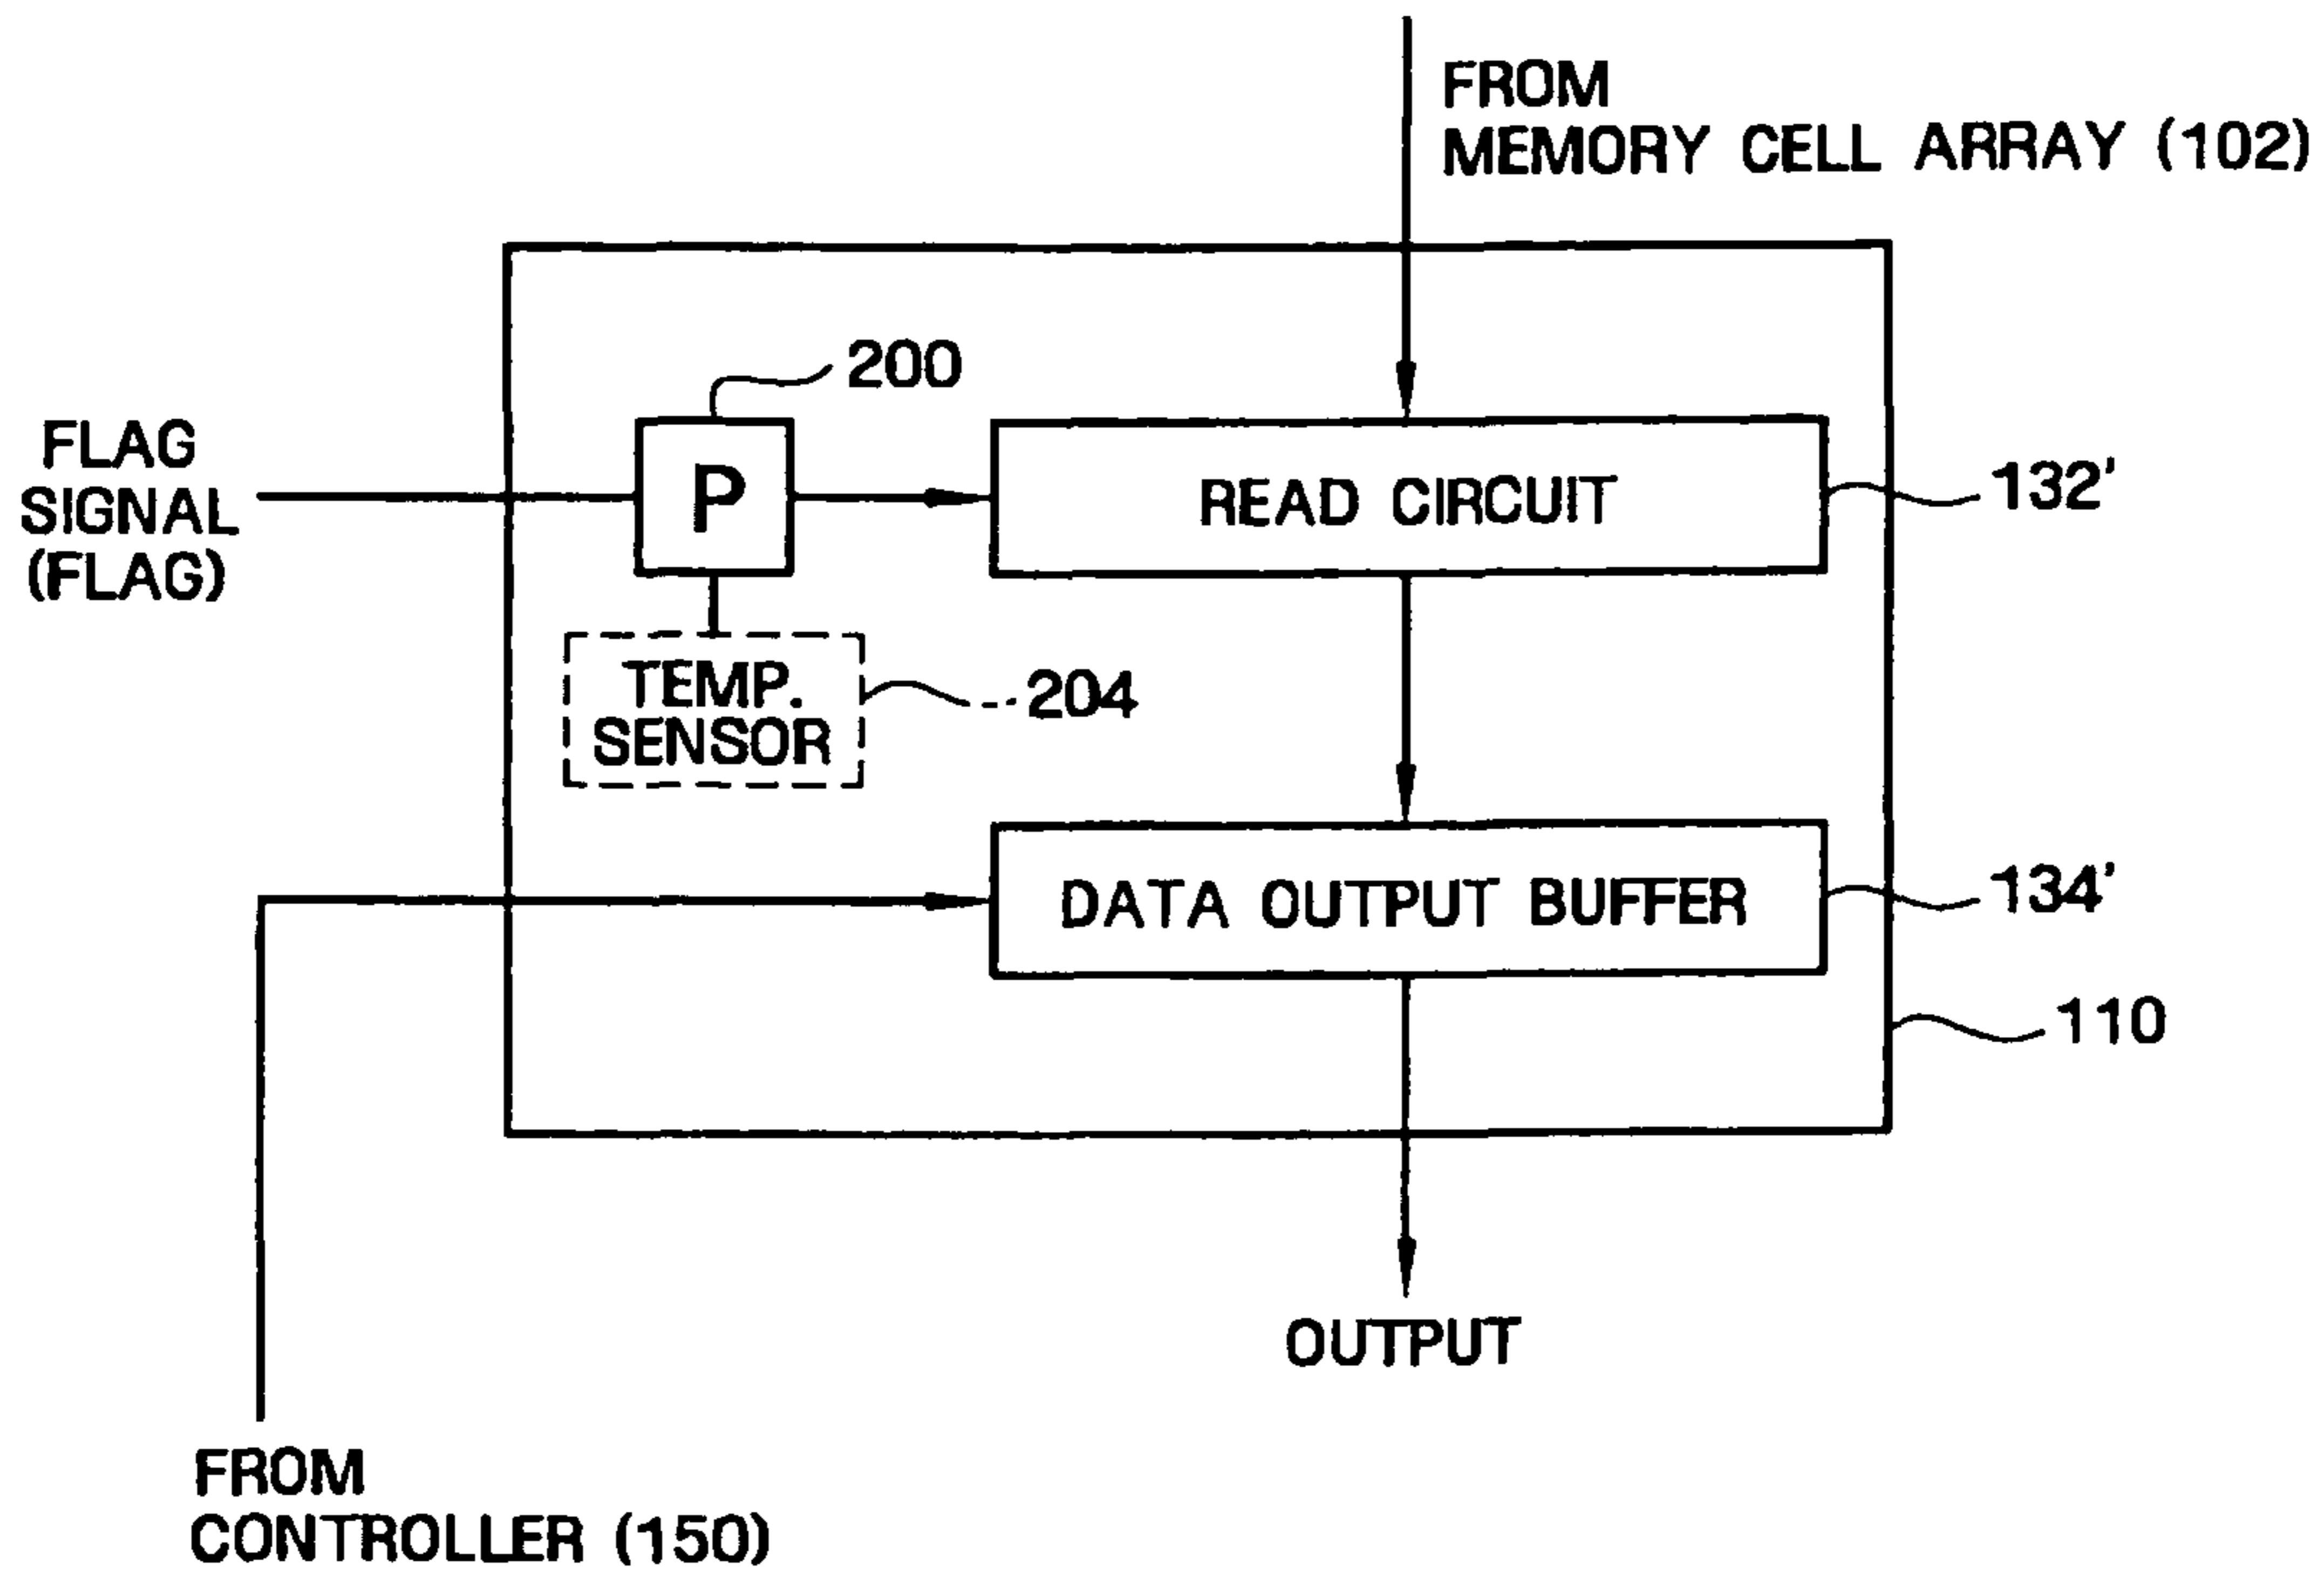 FROM
MEMORY CELL ARRAY (102)
200
FLAG
SIGNAL
(FLAG)
P
READ CIRCUIT
132'
TEMP.
SENSOR
204
DATA OUTPUT BUFFER
134'
110
OUTPUT
FROM
CONTROLLER (150)